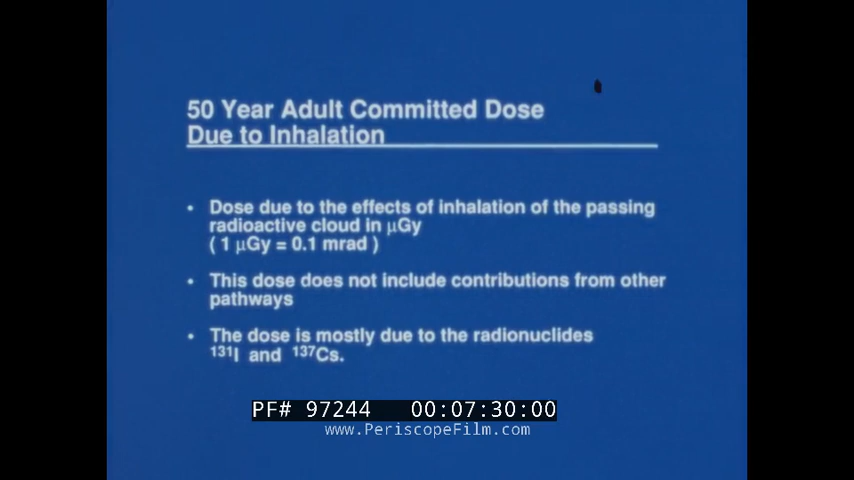 50 Year Adult Committed Dose
Due to Inhalation
• Dose due to the effects of inhalation of the passing
radioactive cloud in μGy
( 1 μGy = 0.1 mrad )
• This dose does not include contributions from other
pathways
• The dose is mostly due to the radionuclides
¹³¹I and ¹³⁷Cs.
PF# 97244 00:07:30:00
www.PeriscopeFilm.com